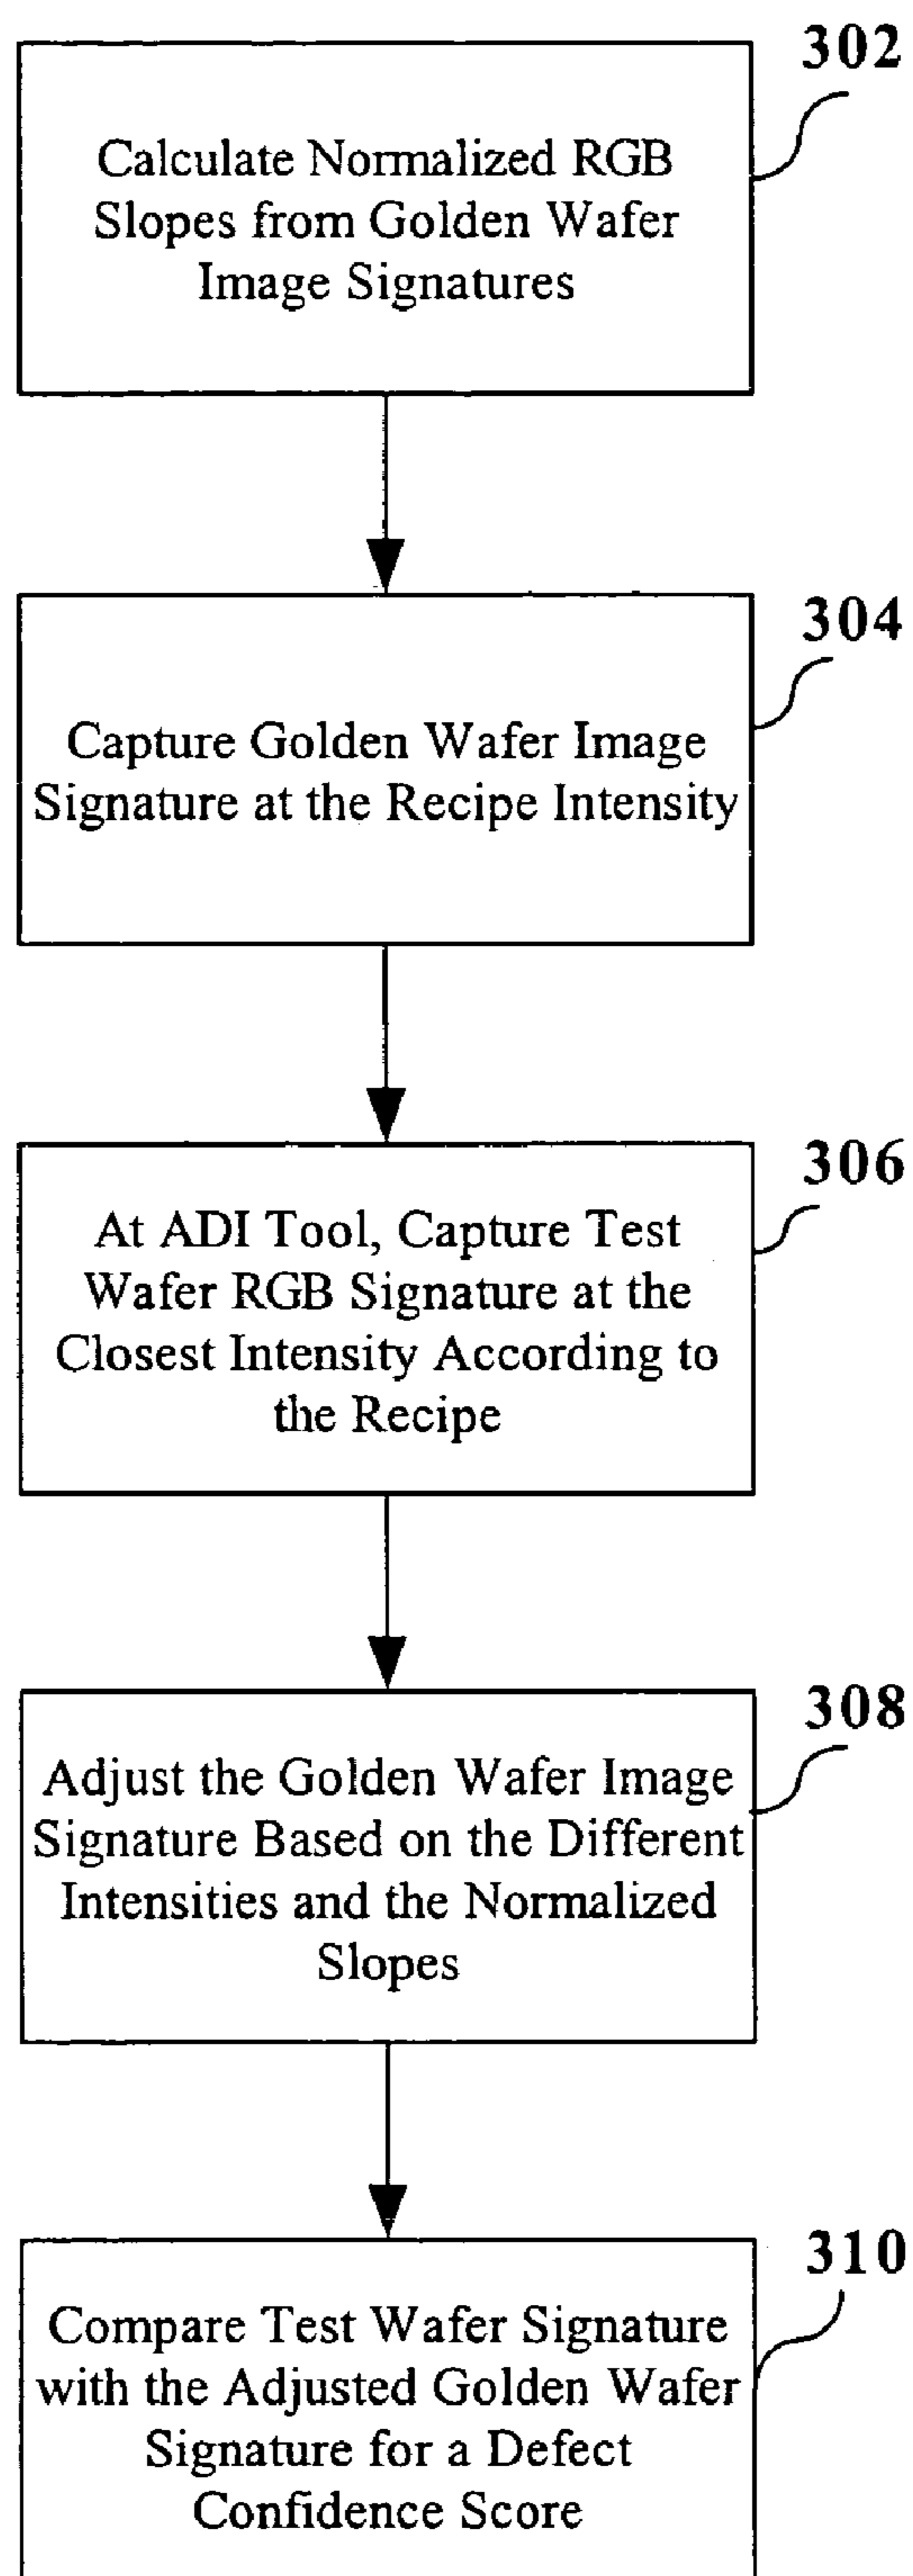 302
Calculate Normalized RGB
Slopes from Golden Wafer
Image Signatures
304
Capture Golden Wafer Image
Signature at the Recipe Intensity
306
At ADI Tool, Capture Test
Wafer RGB Signature at the
Closest Intensity According to
the Recipe
308
Adjust the Golden Wafer Image
Signature Based on the Different
Intensities and the Normalized
Slopes
310
Compare Test Wafer Signature
with the Adjusted Golden Wafer
Signature for a Defect
Confidence Score